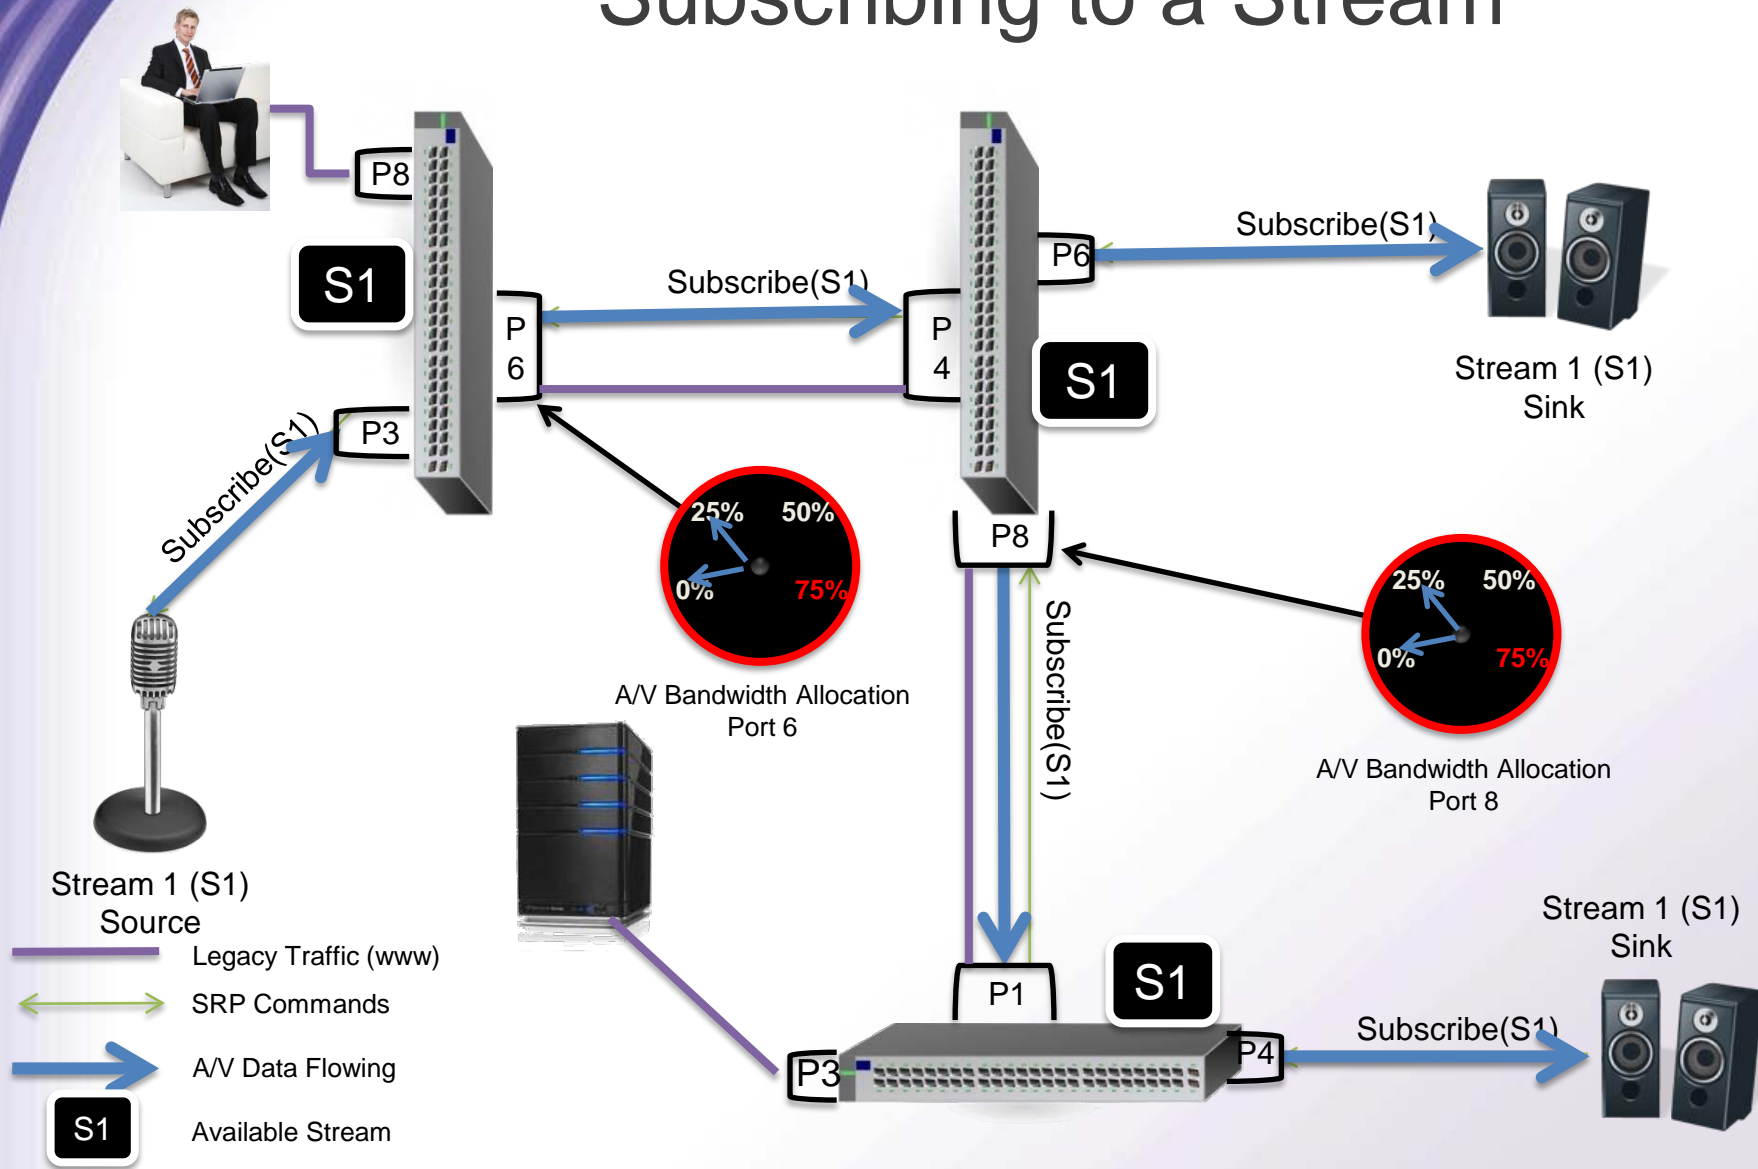 Subscribing to a Stream
P8
S1
Subscribe(S1)
P
6
P
4
P6
Subscribe(S1)
Stream 1 (S1)
Sink
S1
P3
Subscribe(S1)
25% 50%
0% 75%
A/V Bandwidth Allocation
Port 6
P8
Subscribe(S1)
25% 50%
0% 75%
A/V Bandwidth Allocation
Port 8
Stream 1 (S1)
Source
Legacy Traffic (www)
SRP Commands
A/V Data Flowing
S1
Available Stream
P1
S1
P3
P4
Subscribe(S1)
Stream 1 (S1)
Sink